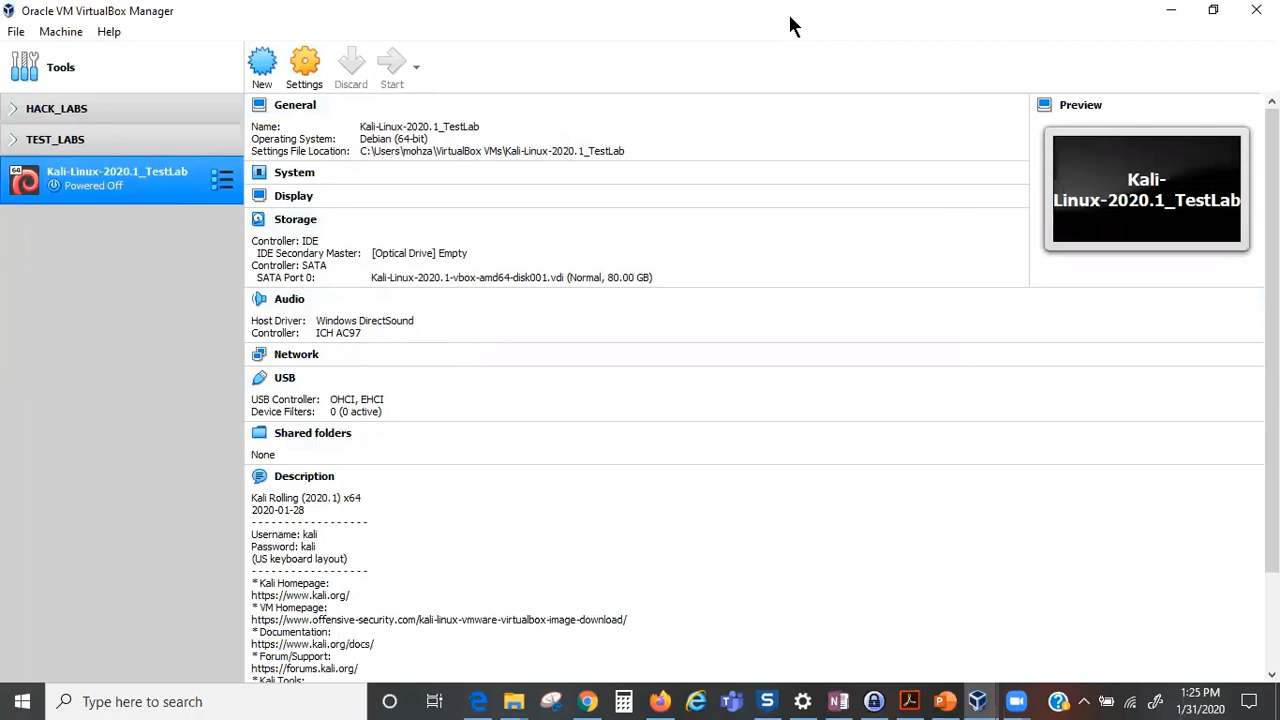 Oracle VM VirtualBox Manager
File Machine Help
Tools
New
Settings
Discard
Start
HACK_LABS
TEST_LABS
64
Kali-Linux-2020.1_TestLab
Powered Off
General
Name: Kali-Linux-2020.1_TestLab
Operating System: Debian (64-bit)
Settings File Location: C:\Users\mohza\VirtualBox VMs\Kali-Linux-2020.1_TestLab
System
Display
Storage
Controller: IDE
IDE Secondary Master: [Optical Drive] Empty
Controller: SATA
SATA Port 0: Kali-Linux-2020.1-vbox-amd64-disk001.vdi (Normal, 80.00 GB)
Audio
Host Driver: Windows DirectSound
Controller: ICH AC97
Network
USB
USB Controller: OHCI, EHCI
Device Filters: 0 (0 active)
Shared folders
None
Description
Kali Rolling (2020.1) x64
2020-01-28
- - - - - - - - - - - - - - - - - -
Username: kali
Password: kali
(US keyboard layout)
- - - - - - - - - - - - - - - - - -
* Kali Homepage:
https://www.kali.org/
* VM Homepage:
https://www.offensive-security.com/kali-linux-vmware-virtualbox-image-download/
* Documentation:
https://www.kali.org/docs/
* Forum/Support:
https://forums.kali.org/
* Kali Tools:
Preview
Kali-
Linux-2020.1_TestLab
Type here to search
1:25 PM
1/31/2020